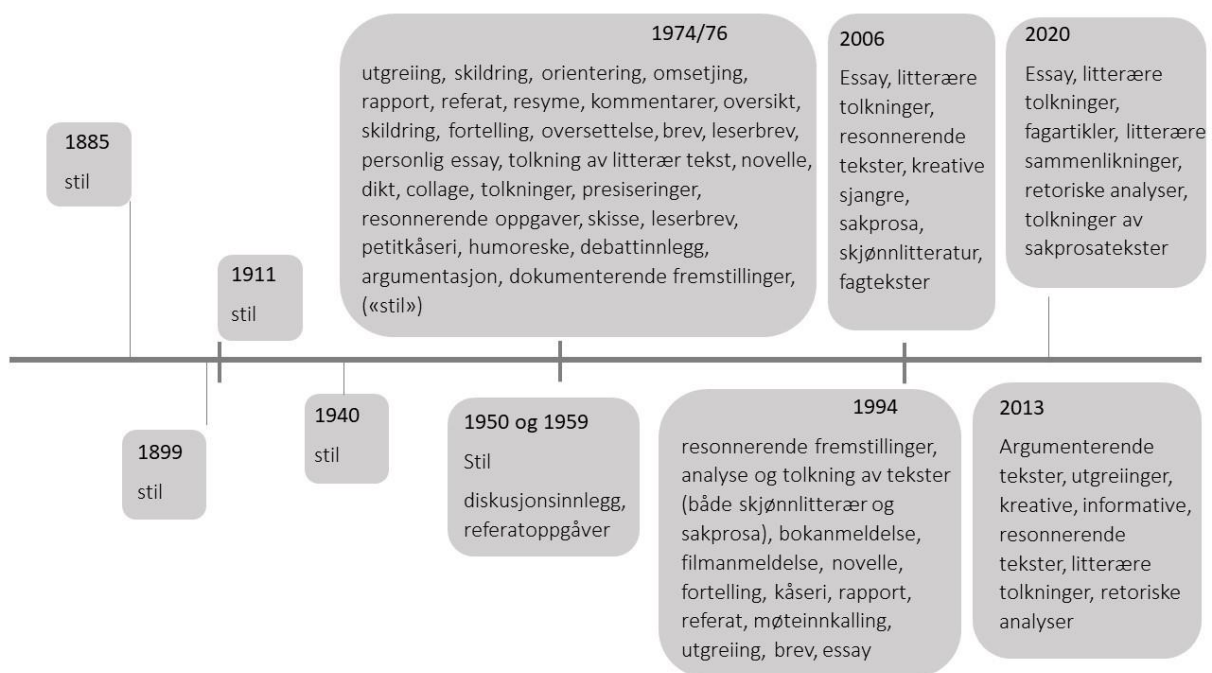 1885
stil
1899
stil
1911
stil
1940
stil
1950 og 1959
Stil
diskusjonsinnlegg,
referatoppgåver
1974/76
utgreiing, skildring, orientering, omsetjing,
rapport, referat, resyme, kommentarer, oversikt,
skildring, fortelling, oversettelse, brev, leserbrev,
personlig essay, tolkning av litterær tekst, novelle,
dikt, collage, tolkninger, presiseringer,
resonnerende oppgaver, skisse, leserbrev,
petitkåseri, humoreske, debattinnlegg,
argumentasjon, dokumenterende fremstillinger,
(«stil»)
1994
resonnerende fremstillinger,
analyse og tolkning av tekster
(både skjønnlitterær og
sakprosa), bokanmeldelse,
filmanmeldelse, novelle,
fortelling, kåseri, rapport,
referat, møteinnkalling,
utgreiing, brev, essay
2006
Essay, litterære
tolkninger,
resonnerende
tekster, kreative
sjangre,
sakprosa,
skjønnlitteratur,
fagtekster
2013
Argumenterende
tekster, utgreiinger,
kreative, informative,
resonnerende
tekster, litterære
tolkninger, retoriske
analyser
2020
Essay, litterære
tolkninger,
fagartikler, litterære
sammenlikninger,
retoriske analyser,
tolkninger av
sakprosatekster